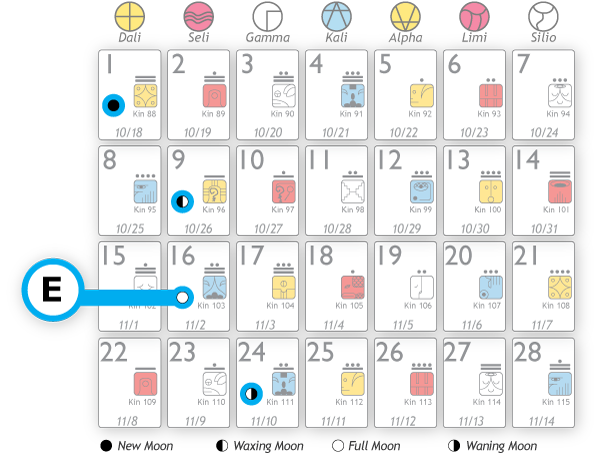 Dali Seli Gamma Kali Alpha Limi Silio
1 2 3 4 5 6 7
Kin 88 Kin 89 Kin 90 Kin 91 Kin 92 Kin 93 Kin 94
10/18 10/19 10/20 10/21 10/22 10/23 10/24
8 9 10 11 12 13 14
Kin 95 Kin 96 Kin 97 Kin 98 Kin 99 Kin 100 Kin 101
10/25 10/26 10/27 10/28 10/29 10/30 10/31
15 16 17 18 19 20 21
E
Kin 102 Kin 103 Kin 104 Kin 105 Kin 106 Kin 107 Kin 108
11/1 11/2 11/3 11/4 11/5 11/6 11/7
22 23 24 25 26 27 28
Kin 109 Kin 110 Kin 111 Kin 112 Kin 113 Kin 114 Kin 115
11/8 11/9 11/10 11/11 11/12 11/13 11/14
New Moon Waxing Moon Full Moon Waning Moon